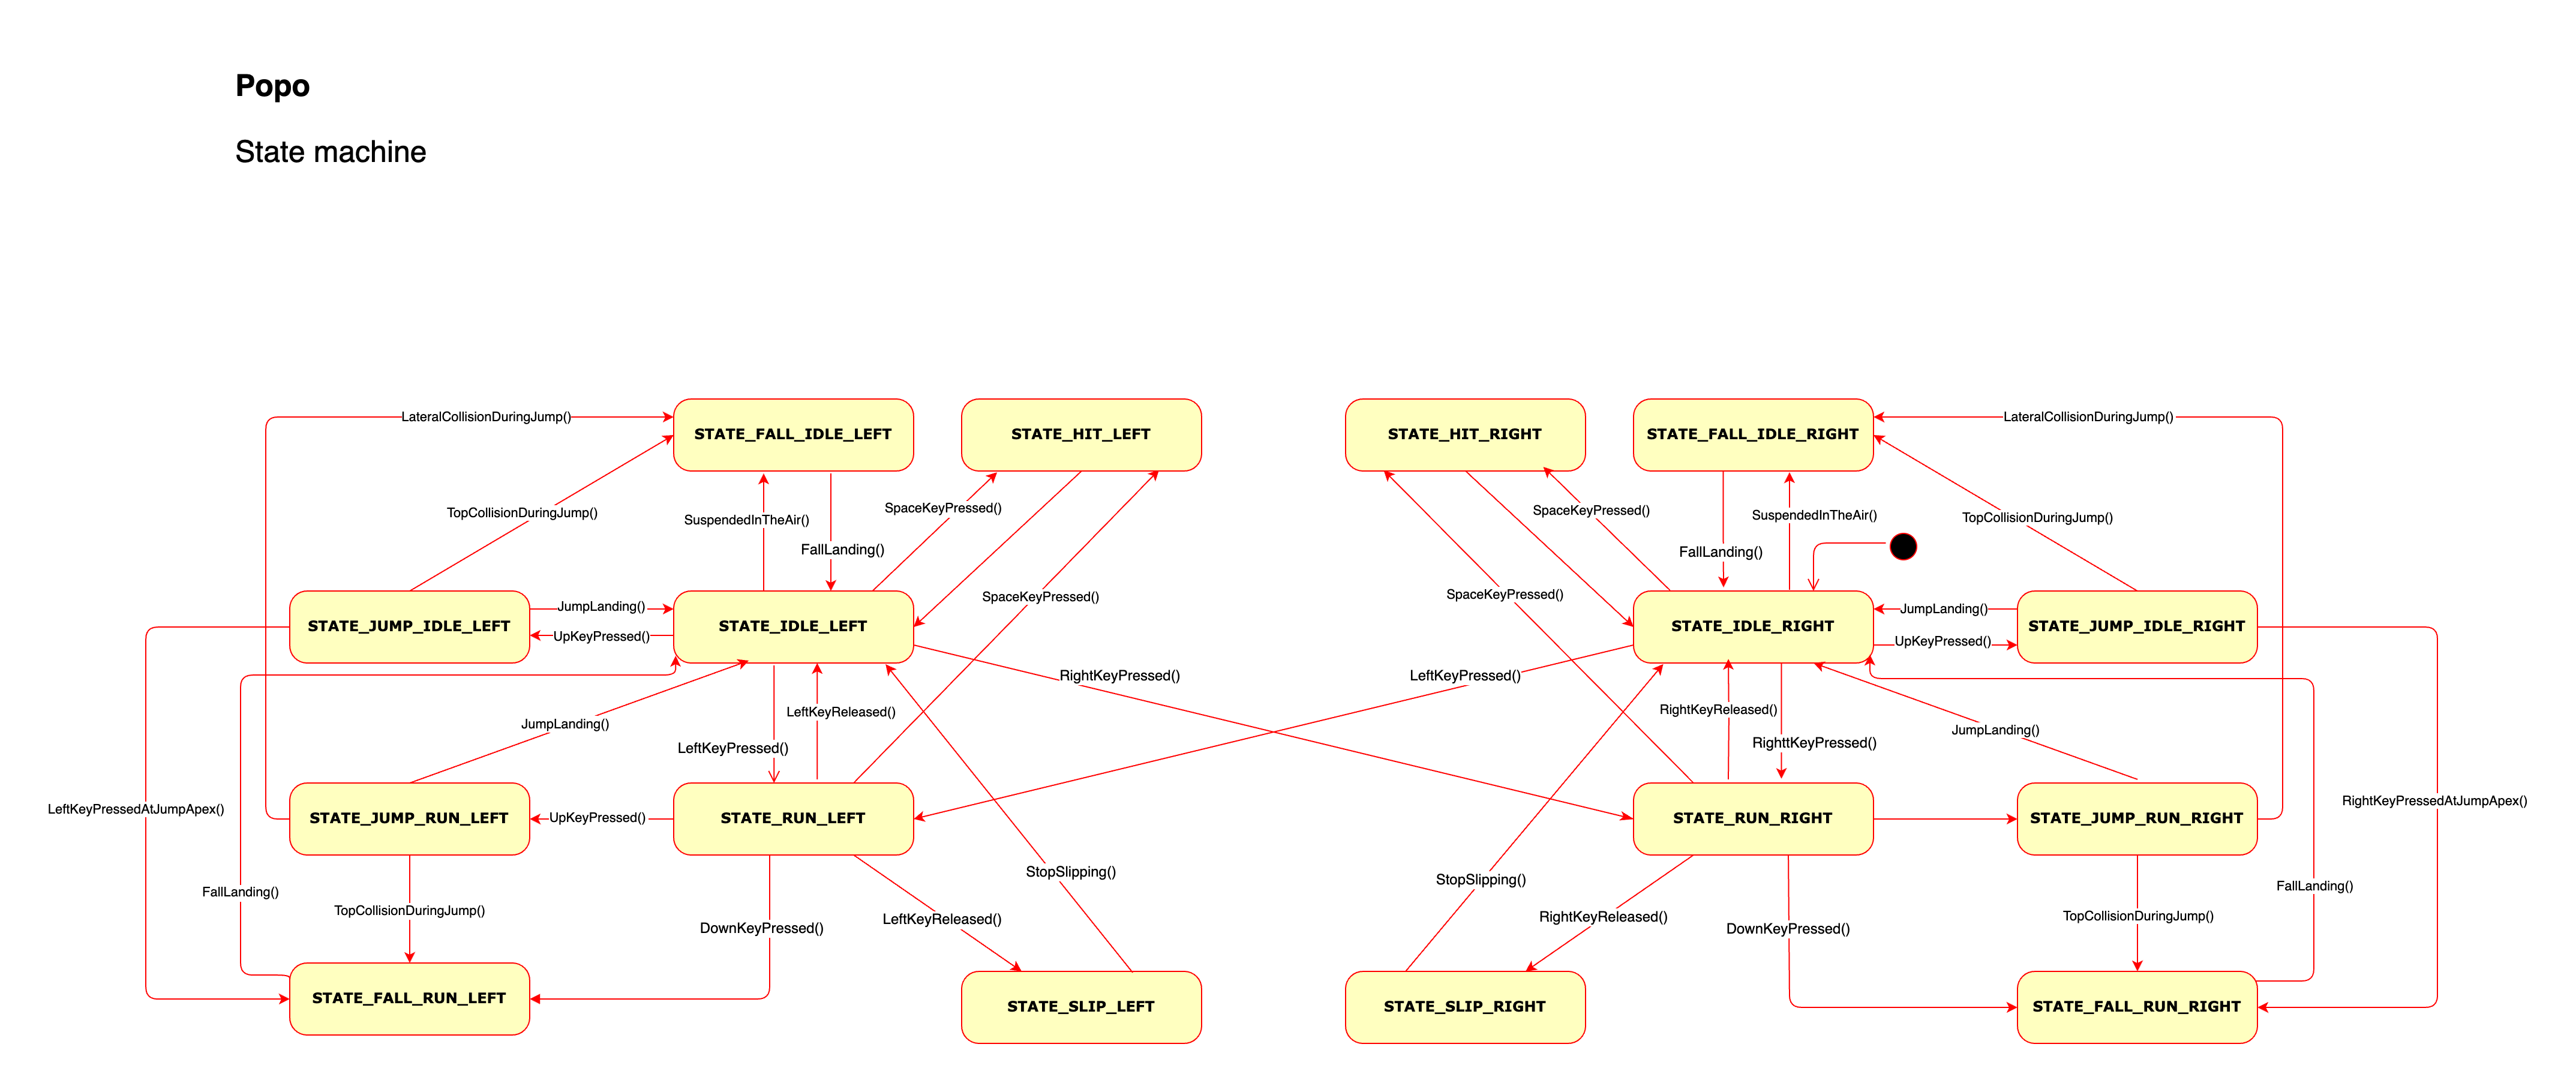 Popo
State machine
LateralCollisionDuringJump()
STATE_FALL_IDLE_LEFT
STATE_HIT_LEFT
STATE_HIT_RIGHT
STATE_FALL_IDLE_RIGHT
LateralCollisionDuringJump()
TopCollisionDuringJump()
SuspendedInTheAir()
FallLanding()
SpaceKeyPressed()
SpaceKeyPressed()
FallLanding()
SuspendedInTheAir()
TopCollisionDuringJump()
STATE_JUMP_IDLE_LEFT
JumpLanding()
UpKeyPressed()
STATE_IDLE_LEFT
SpaceKeyPressed()
SpaceKeyPressed()
STATE_IDLE_RIGHT
JumpLanding()
UpKeyPressed()
STATE_JUMP_IDLE_RIGHT
JumpLanding()
LeftKeyPressed()
LeftKeyReleased()
RightKeyPressed()
LeftKeyPressed()
RightKeyReleased()
RighttKeyPressed()
JumpLanding()
LeftKeyPressedAtJumpApex()
STATE_JUMP_RUN_LEFT
UpKeyPressed()
STATE_RUN_LEFT
STATE_RUN_RIGHT
STATE_JUMP_RUN_RIGHT
RightKeyPressedAtJumpApex()
FallLanding()
TopCollisionDuringJump()
DownKeyPressed()
LeftKeyReleased()
StopSlipping()
StopSlipping()
RightKeyReleased()
DownKeyPressed()
TopCollisionDuringJump()
FallLanding()
STATE_FALL_RUN_LEFT
STATE_SLIP_LEFT
STATE_SLIP_RIGHT
STATE_FALL_RUN_RIGHT